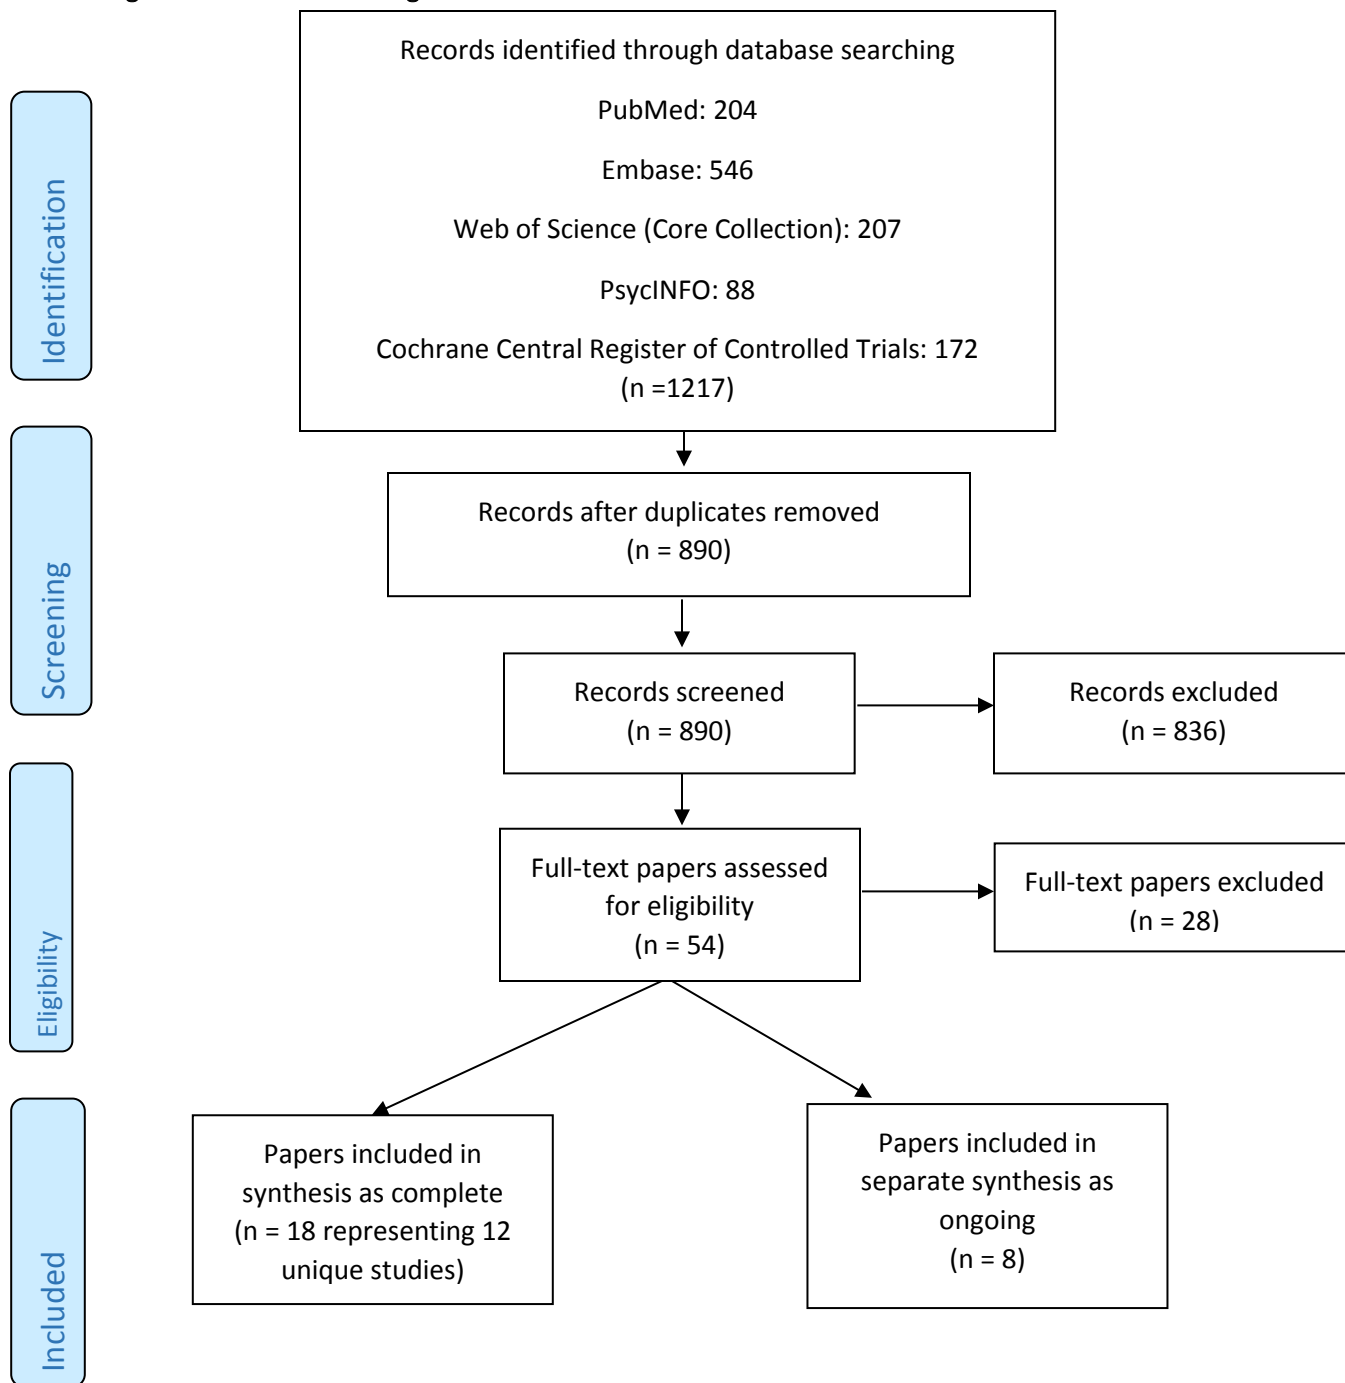 Records identified through database searching
PubMed: 204
Embase: 546
Web of Science (Core Collection): 207
PsycINFO: 88
Cochrane Central Register of Controlled Trials: 172
(n =1217)
Identification
Records after duplicates removed
(n = 890)
Screening
Records screened
(n = 890)
Records excluded
(n = 836)
Full-text papers assessed
for eligibility
(n = 54)
Full-text papers excluded
(n = 28)
Eligibility
Papers included in
synthesis as complete
(n = 18 representing 12
unique studies)
Papers included in
separate synthesis as
ongoing
(n = 8)
Included